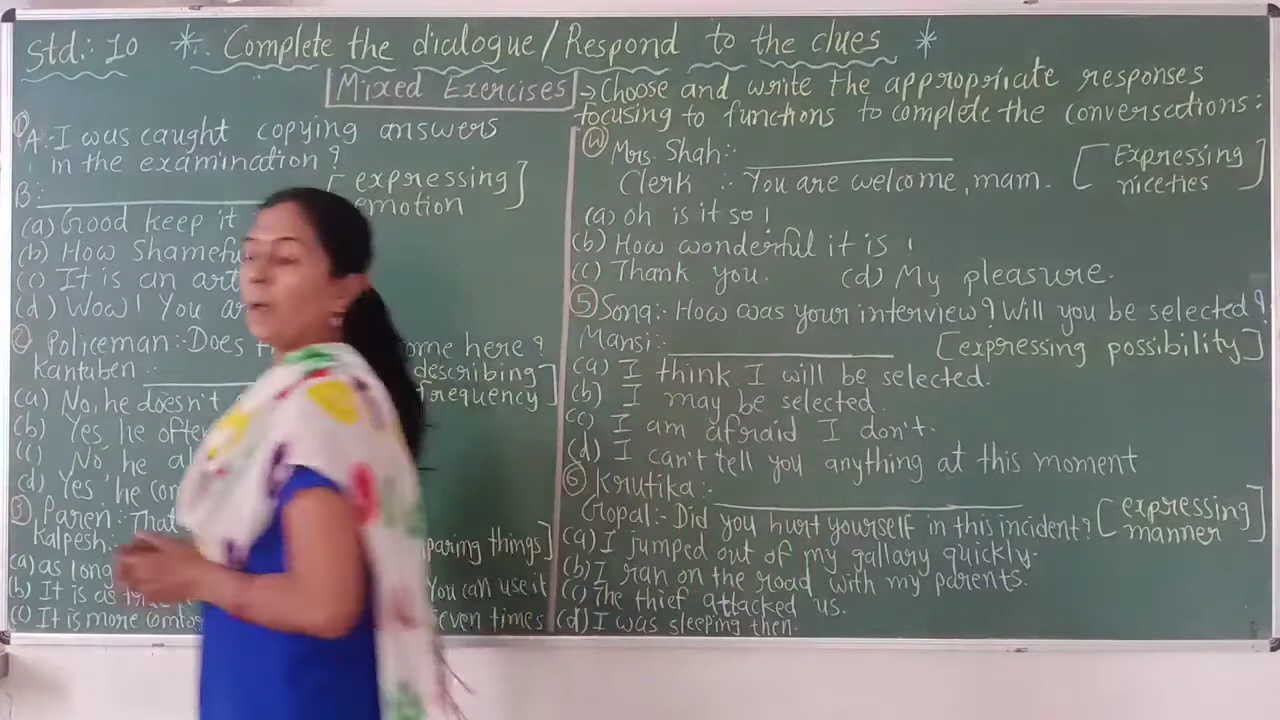 Std.: 10 * Complete the dialogue/Respond to the clues *
Mixed Exercises
→ Choose and write the appropriate responses
focusing to functions to complete the conversations:
① A:-I was caught copying answers
in the examination?
B:
[expressing
emotion]
(a) Good keep it
(b) How
(c) It is an
(d) Wow! You
② Policeman:- Does ome here?
Kantuben :-
describing
frequency]
(a) No, he doesn't
(b) Yes, he
(c) No, he
(d) Yes, he
③ Paren:- That
Kalpesh:-
paring things]
(a) as long
(b) It is as You can use it
(c) It is more even times
④ Mrs. Shah:-
Clerk :- You are welcome, mam.
[Expressing
niceties]
(a) oh is it so!
(b) How wonderful it is!
(c) Thank you. (d) My pleasure.
⑤ Song:- How was your interview? Will you be selected?
Mansi:-
[expressing possibility]
(a) I think I will be selected.
(b) I may be selected.
(c) I am afraid I don't.
(d) I can't tell you anything at this moment
⑥ Krutika:-
Gopal:- Did you hurt yourself in this incident?
[expressing
manner]
(a) I jumped out of my gallary quickly.
(b) I ran on the road with my parents.
(c) The thief attacked us.
(d) I was sleeping then.